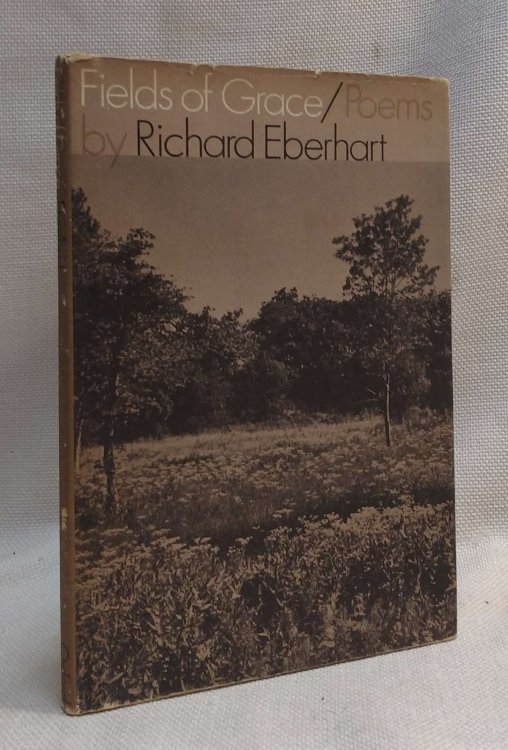 Fields of Grace/Poems
by Richard Eberhart